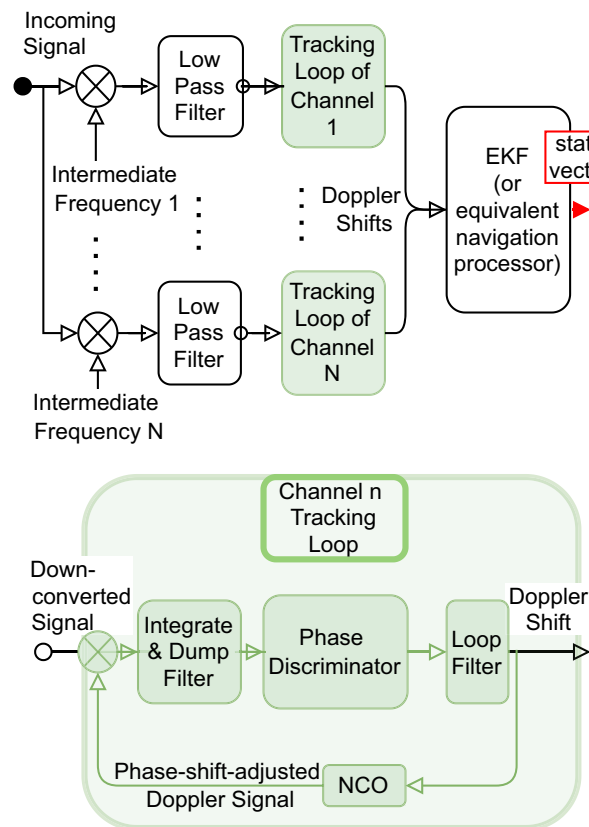 Incoming
Signal
Low
Pass
Filter
Tracking
Loop of
Channel
1
Intermediate
Frequency 1
Doppler
Shifts
EKF
(or
equivalent
navigation
processor)
Low
Pass
Filter
Tracking
Loop of
Channel
N
Intermediate
Frequency N
Channel n
Tracking
Loop
Down-
converted
Signal
Integrate
& Dump
Filter
Phase
Discriminator
Loop
Filter
Doppler
Shift
Phase-shift-adjusted
Doppler Signal
NCO